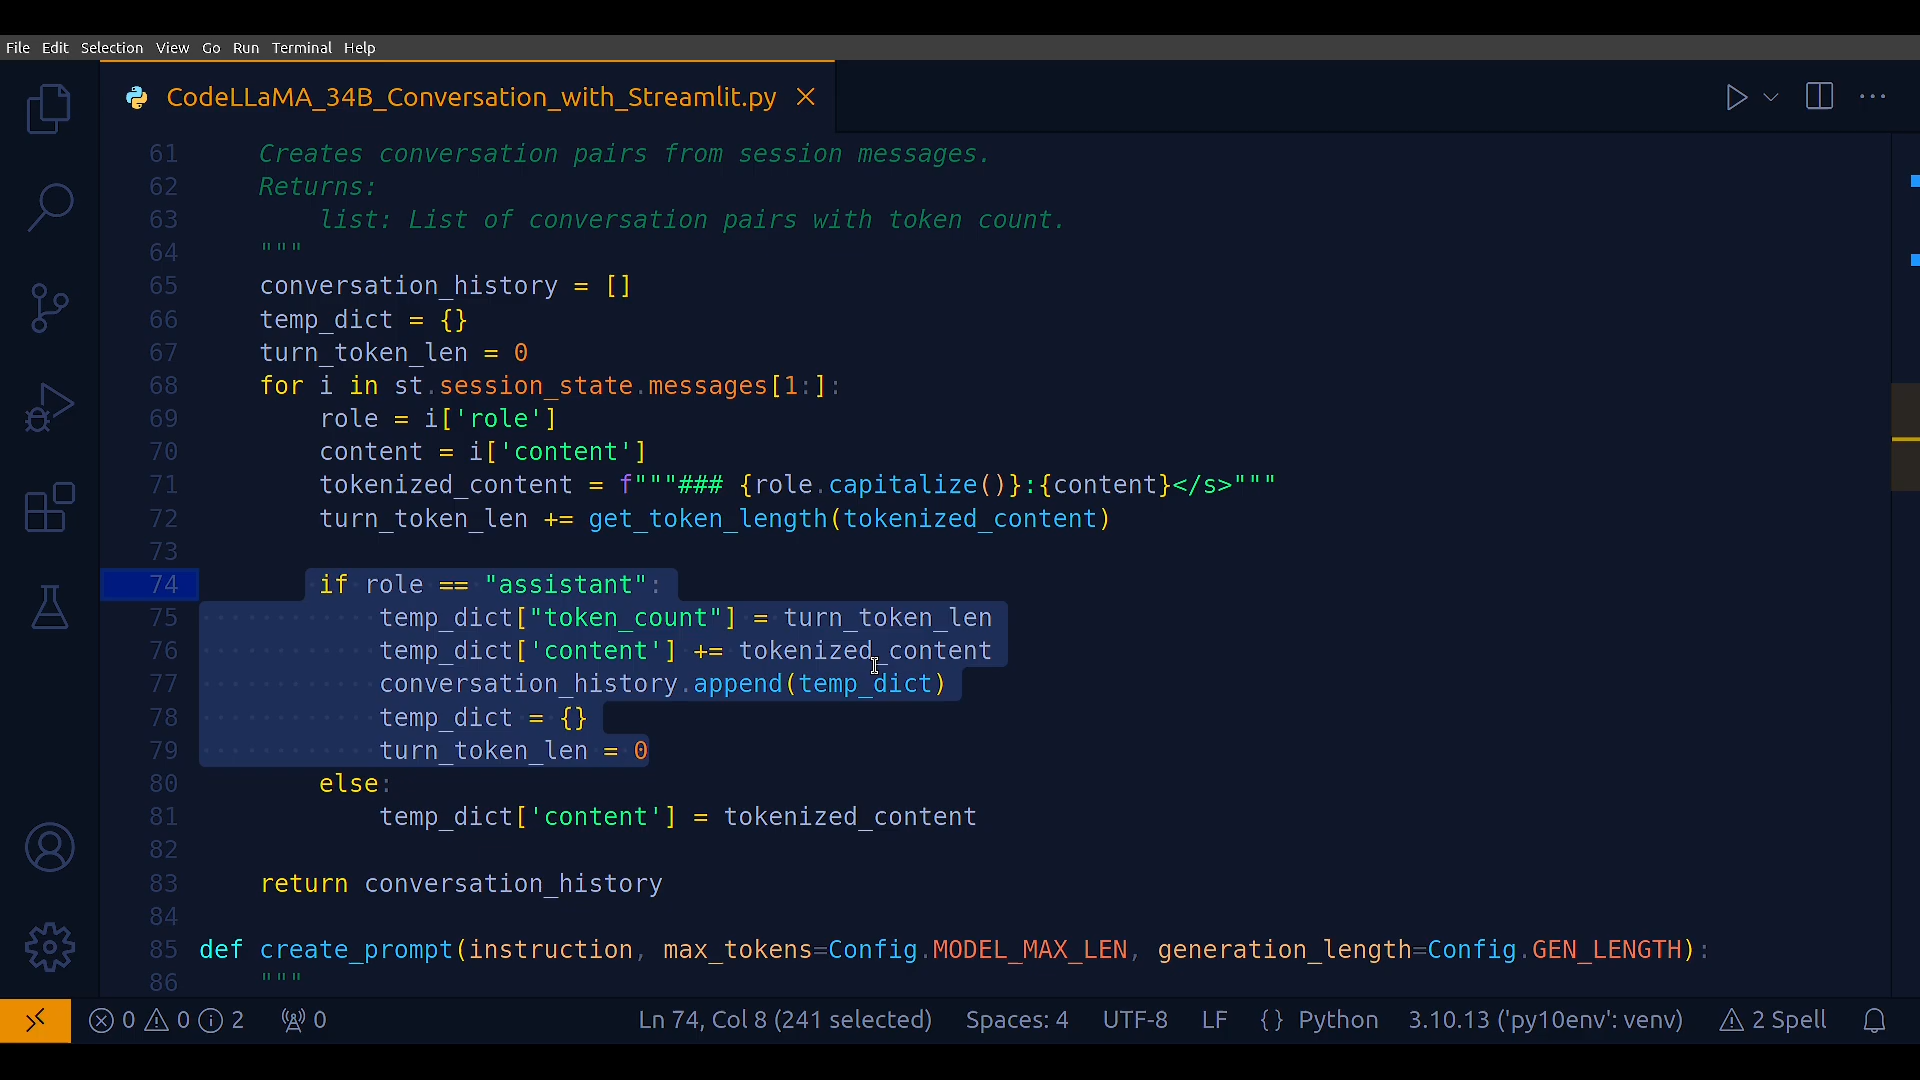 File Edit Selection View Go Run Terminal Help
CodeLLaMA_34B_Conversation_with_Streamlit.py
61 Creates conversation pairs from session messages.
62 Returns:
63 list: List of conversation pairs with token count.
64 """
65 conversation_history = []
66 temp_dict = {}
67 turn_token_len = 0
68 for i in st.session_state.messages[1:]:
69 role = i['role']
70 content = i['content']
71 tokenized_content = f"""### {role.capitalize()}:{content}</s>"""
72 turn_token_len += get_token_length(tokenized_content)
73
74 if role == "assistant":
75 temp_dict["token_count"] = turn_token_len
76 temp_dict['content'] += tokenized_content
77 conversation_history.append(temp_dict)
78 temp_dict = {}
79 turn_token_len = 0
80 else:
81 temp_dict['content'] = tokenized_content
82
83 return conversation_history
84
85 def create_prompt(instruction, max_tokens=Config.MODEL_MAX_LEN, generation_length=Config.GEN_LENGTH):
86 """
0 0 2 0 Ln 74, Col 8 (241 selected) Spaces: 4 UTF-8 LF {} Python 3.10.13 ('py10env': venv) 2 Spell